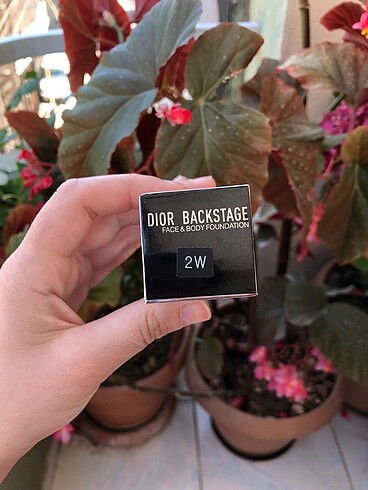 DIOR BACKSTAGE
FACE & BODY FOUNDATION
2W